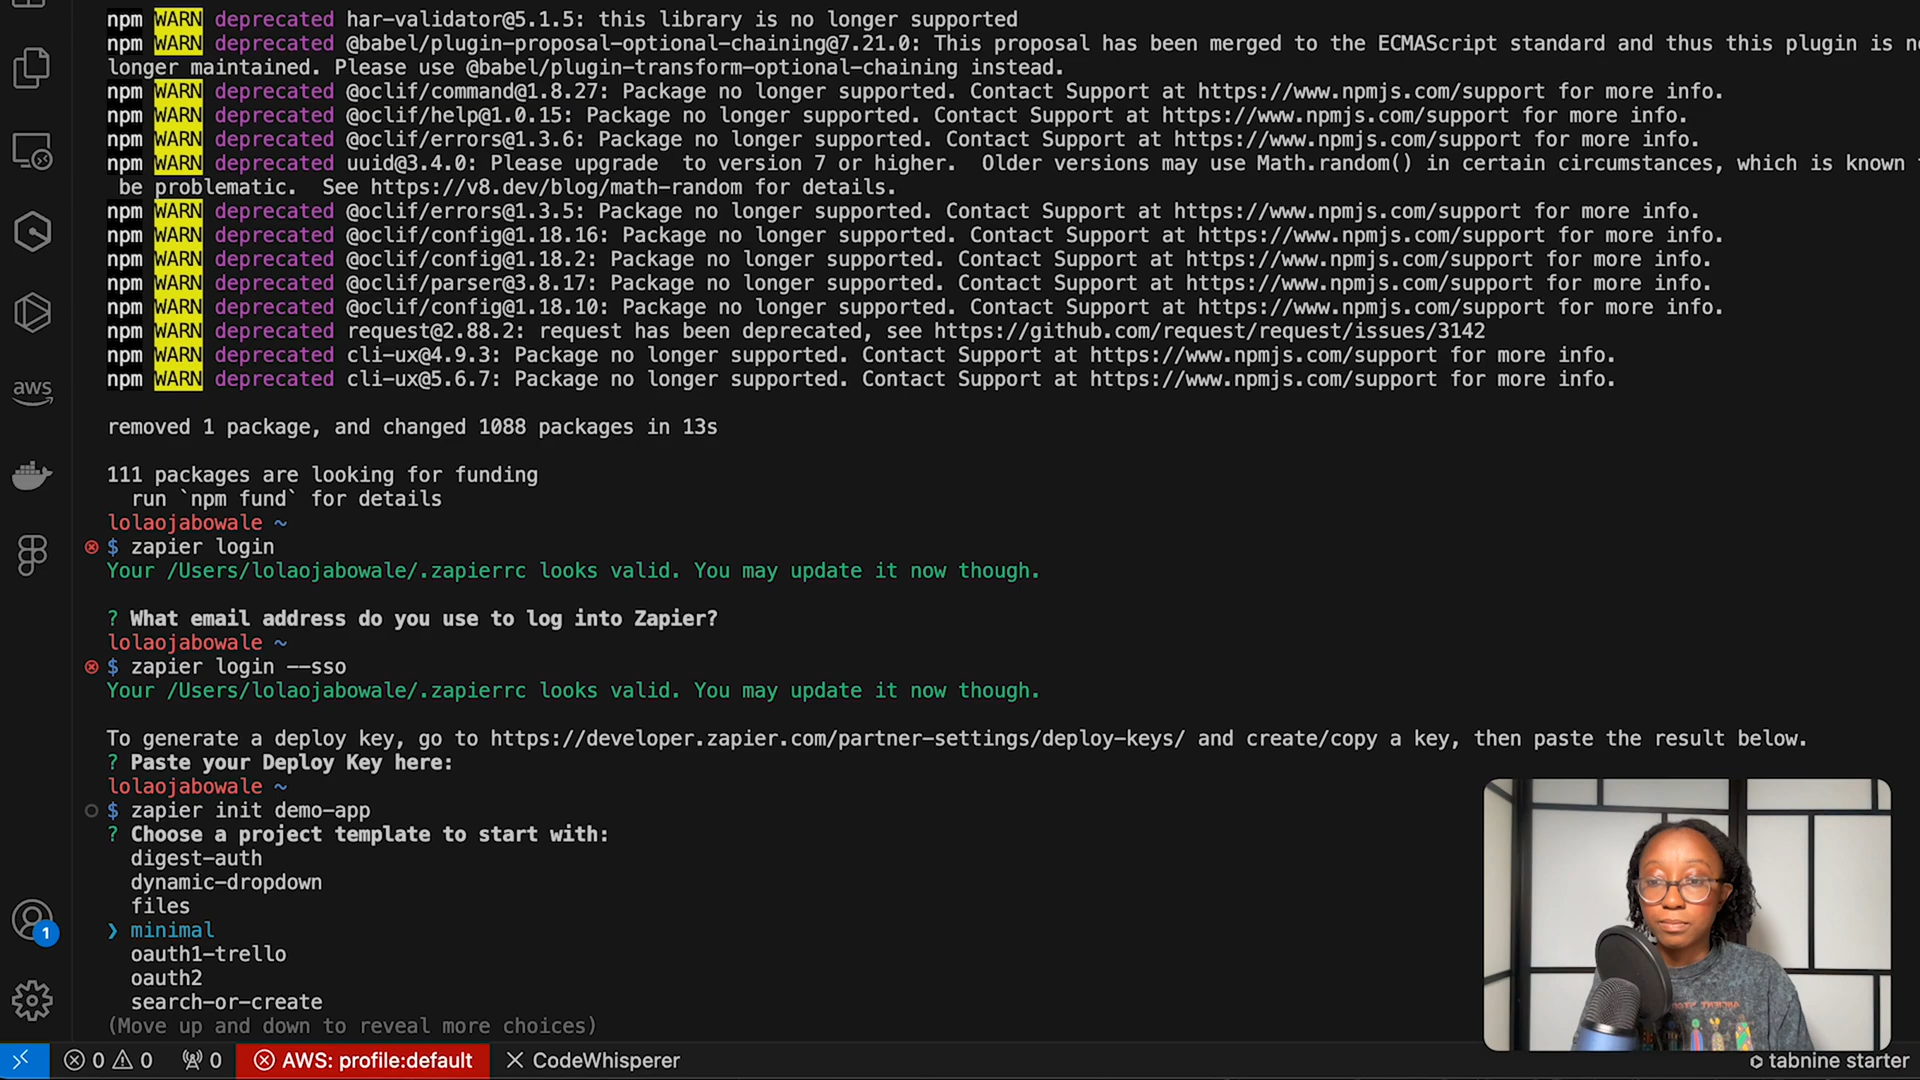 npm WARN deprecated har-validator@5.1.5: this library is no longer supported
npm WARN deprecated @babel/plugin-proposal-optional-chaining@7.21.0: This proposal has been merged to the ECMAScript standard and thus this plugin is
longer maintained. Please use @babel/plugin-transform-optional-chaining instead.
npm WARN deprecated @oclif/command@1.8.27: Package no longer supported. Contact Support at https://www.npmjs.com/support for more info.
npm WARN deprecated @oclif/help@1.0.15: Package no longer supported. Contact Support at https://www.npmjs.com/support for more info.
npm WARN deprecated @oclif/errors@1.3.6: Package no longer supported. Contact Support at https://www.npmjs.com/support for more info.
npm WARN deprecated uuid@3.4.0: Please upgrade  to version 7 or higher.  Older versions may use Math.random() in certain circumstances, which is known
be problematic.  See https://v8.dev/blog/math-random for details.
npm WARN deprecated @oclif/errors@1.3.5: Package no longer supported. Contact Support at https://www.npmjs.com/support for more info.
npm WARN deprecated @oclif/config@1.18.16: Package no longer supported. Contact Support at https://www.npmjs.com/support for more info.
npm WARN deprecated @oclif/config@1.18.2: Package no longer supported. Contact Support at https://www.npmjs.com/support for more info.
npm WARN deprecated @oclif/parser@3.8.17: Package no longer supported. Contact Support at https://www.npmjs.com/support for more info.
npm WARN deprecated @oclif/config@1.18.10: Package no longer supported. Contact Support at https://www.npmjs.com/support for more info.
npm WARN deprecated request@2.88.2: request has been deprecated, see https://github.com/request/request/issues/3142
npm WARN deprecated cli-ux@4.9.3: Package no longer supported. Contact Support at https://www.npmjs.com/support for more info.
npm WARN deprecated cli-ux@5.6.7: Package no longer supported. Contact Support at https://www.npmjs.com/support for more info.
removed 1 package, and changed 1088 packages in 13s
111 packages are looking for funding
run `npm fund` for details
lolaojabowale ~
$ zapier login
Your /Users/lolaojabowale/.zapierrc looks valid. You may update it now though.
? What email address do you use to log into Zapier?
lolaojabowale ~
$ zapier login --sso
Your /Users/lolaojabowale/.zapierrc looks valid. You may update it now though.
To generate a deploy key, go to https://developer.zapier.com/partner-settings/deploy-keys/ and create/copy a key, then paste the result below.
? Paste your Deploy Key here:
lolaojabowale ~
$ zapier init demo-app
? Choose a project template to start with:
digest-auth
dynamic-dropdown
files
❯ minimal
oauth1-trello
oauth2
search-or-create
(Move up and down to reveal more choices)
aws
1
0 0 0 AWS: profile:default CodeWhisperer tabnine starter